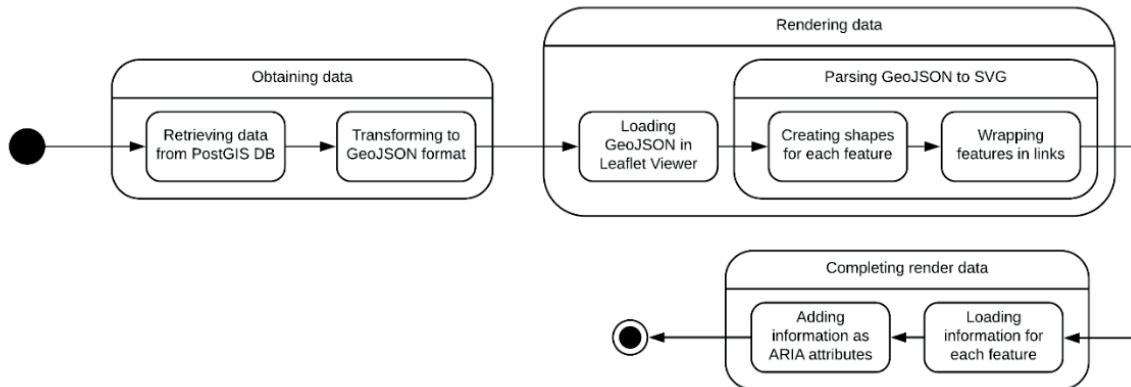 Rendering data
Obtaining data
Parsing GeoJSON to SVG
Retrieving data
from PostGIS DB
Transforming to
GeoJSON format
Loading
GeoJSON in
Leaflet Viewer
Creating shapes
for each feature
Wrapping
features in links
Completing render data
Adding
information as
ARIA attributes
Loading
information for
each feature